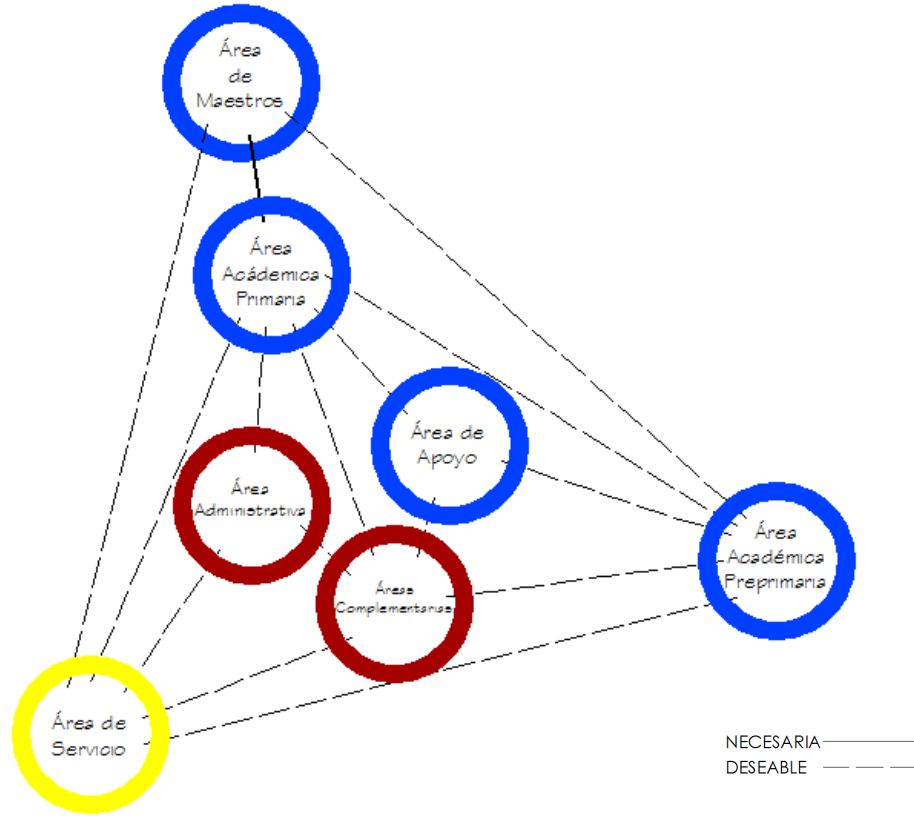 Área
de
Maestros
Área
Acádemica
Primaria
Área de
Apoyo
Área
Administrativa
Área
Académica
Preprimaria
Áreas
Complementarias
Área de
Servicio
NECESARIA
DESEABLE